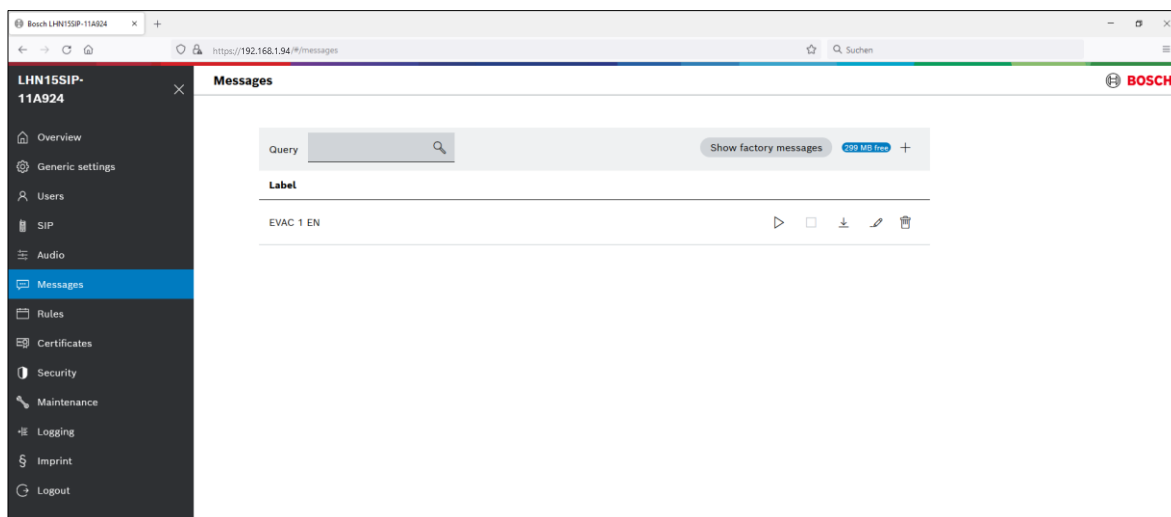 Bosch LHN15SIP-11A924
https://192.168.1.94/#/messages
Suchen
LHN15SIP-
11A924
Messages
BOSCH
Overview
Generic settings
Users
SIP
Audio
Messages
Rules
Certificates
Security
Maintenance
Logging
Imprint
Logout
Query
Show factory messages
299 MB free
Label
EVAC 1 EN